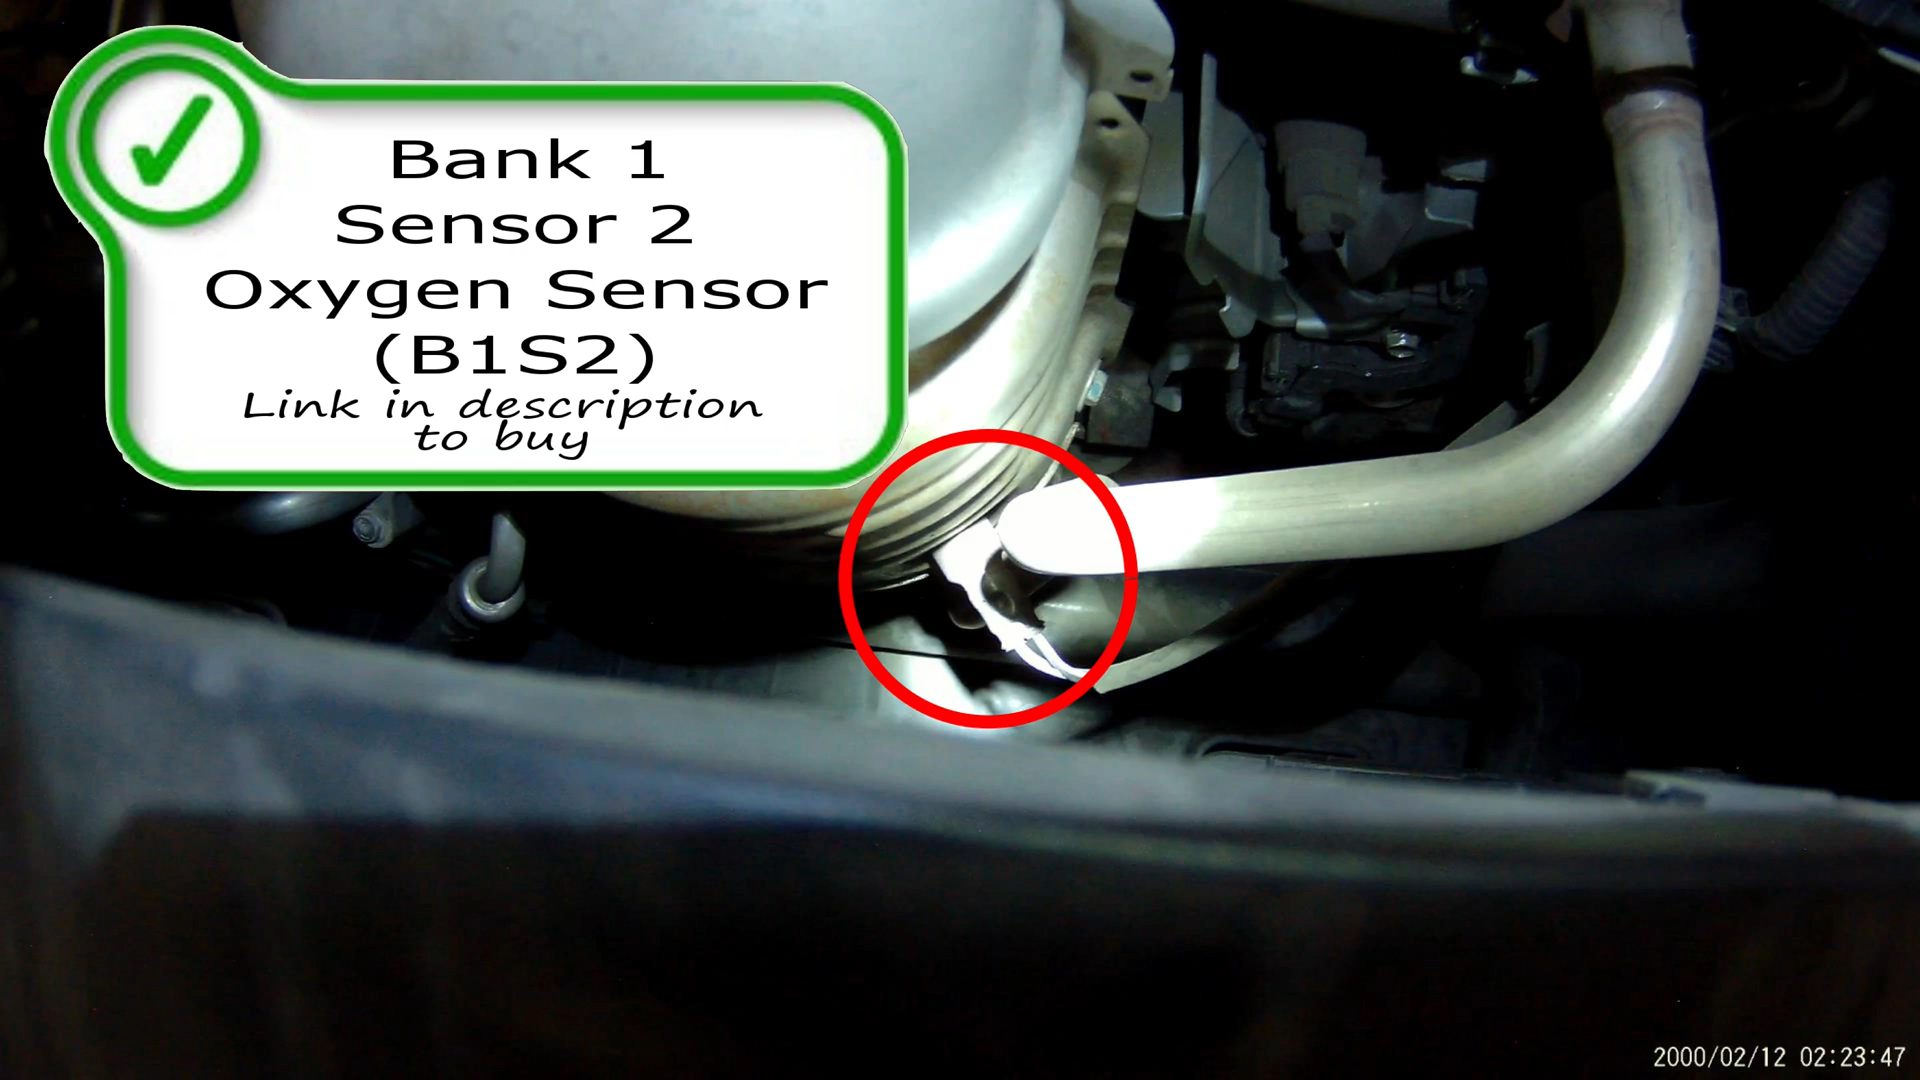 Bank 1
Sensor 2
Oxygen Sensor
(B1S2)
Link in description
to buy
2000/02/12 02:23:47